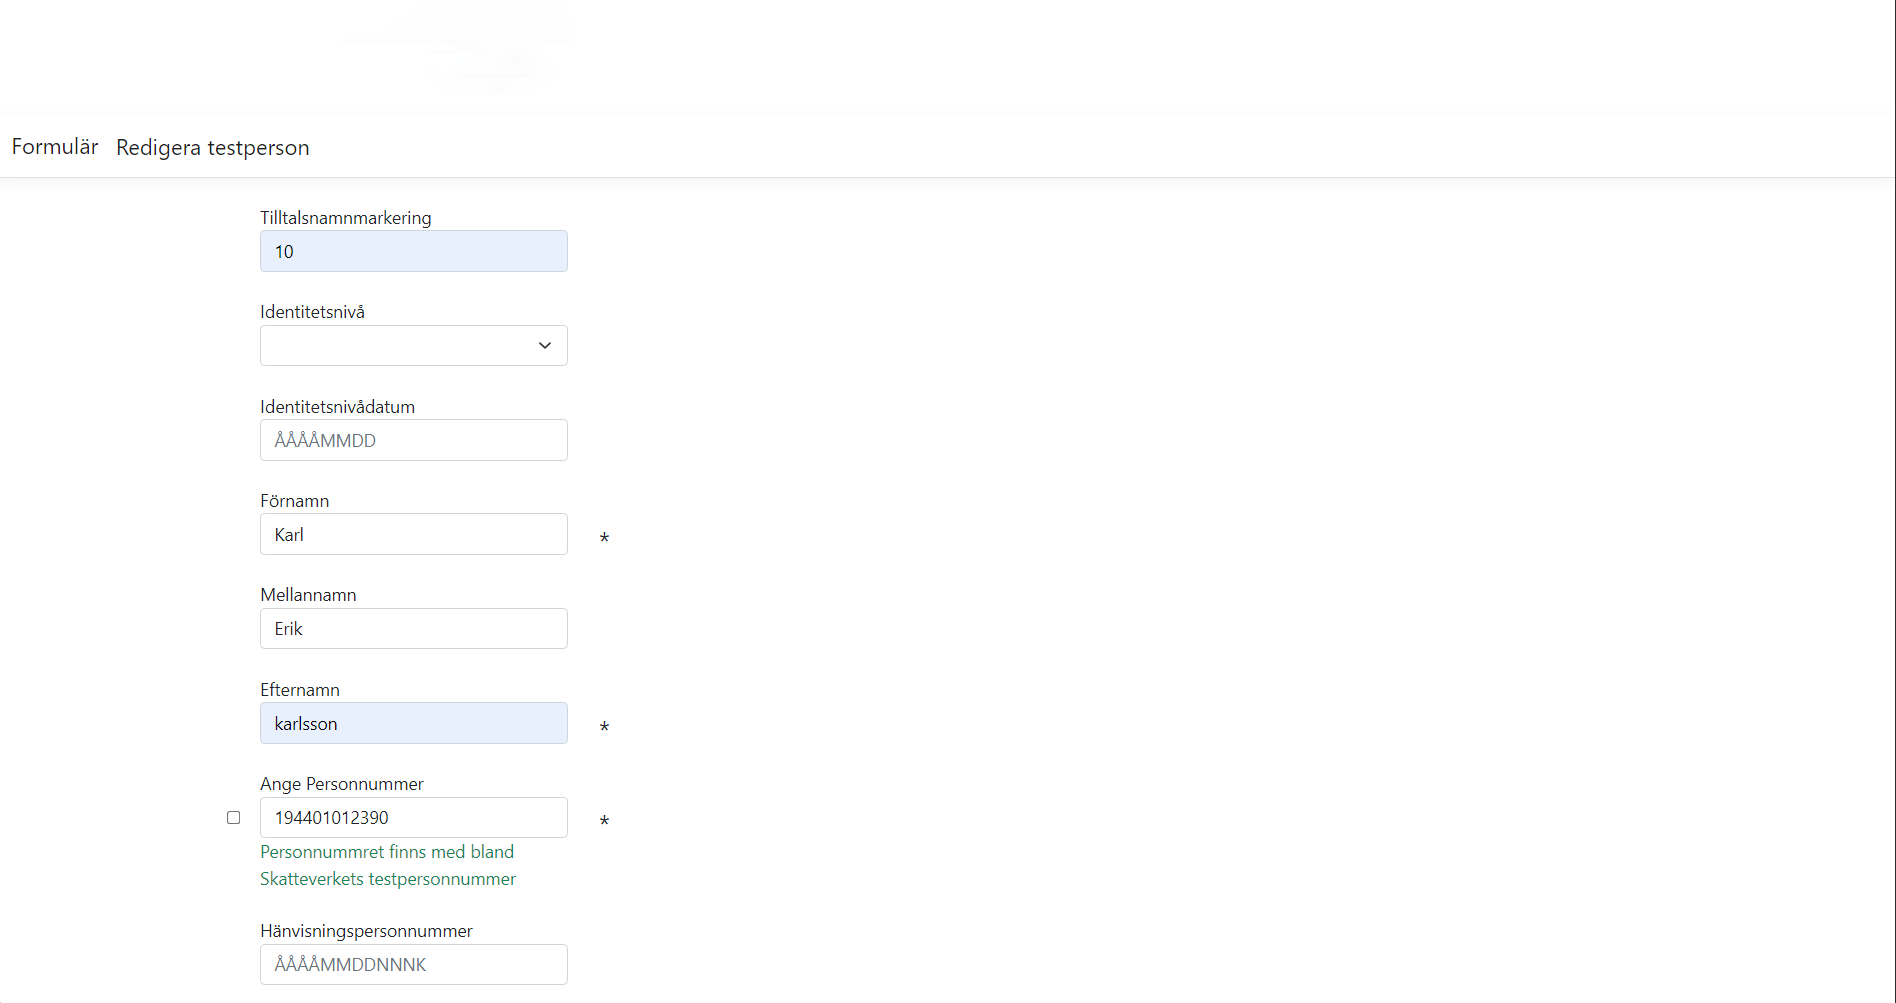 Formulär Redigera testperson
Tilltalsnamnmarkering
10
Identitetsnivå
Identitetsnivådatum
ÅÅÅÅMMDD
Förnamn
Karl *
Mellannamn
Erik
Efternamn
karlsson *
Ange Personnummer
194401012390 *
Personnummret finns med bland
Skatteverkets testpersonnummer
Hänvisningspersonnummer
ÅÅÅÅMMDDNNNK